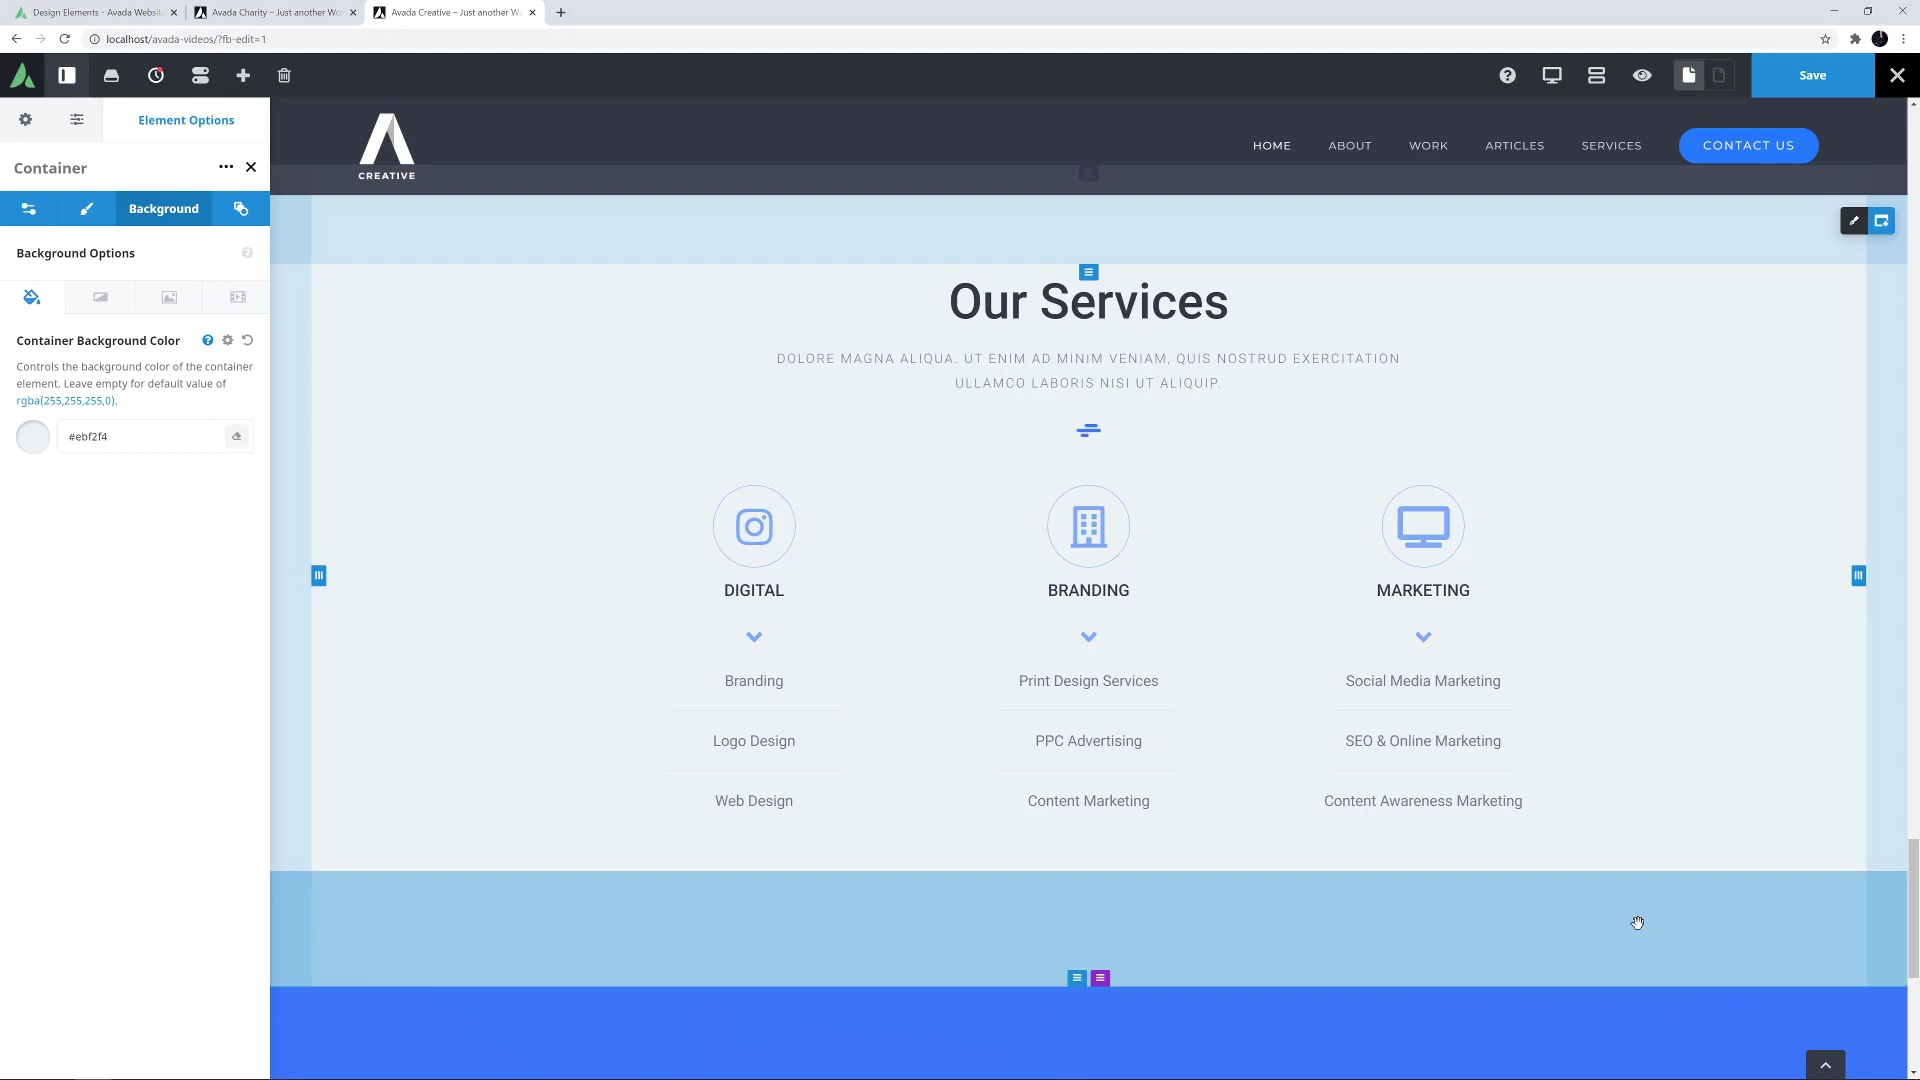 Design Elements - Avada Websit
Avada Charity – Just another Wo
Avada Creative – Just another W
localhost/avada-videos/?fb-edit=1
Save
Element Options
CREATIVE
HOME
ABOUT
WORK
ARTICLES
SERVICES
CONTACT US
Container
Background
Background Options
Container Background Color
Controls the background color of the container
element. Leave empty for default value of
rgba(255,255,255,0).
#ebf2f4
Our Services
DOLORE MAGNA ALIQUA. UT ENIM AD MINIM VENIAM, QUIS NOSTRUD EXERCITATION
ULLAMCO LABORIS NISI UT ALIQUIP.
DIGITAL
BRANDING
MARKETING
Branding
Print Design Services
Social Media Marketing
Logo Design
PPC Advertising
SEO & Online Marketing
Web Design
Content Marketing
Content Awareness Marketing